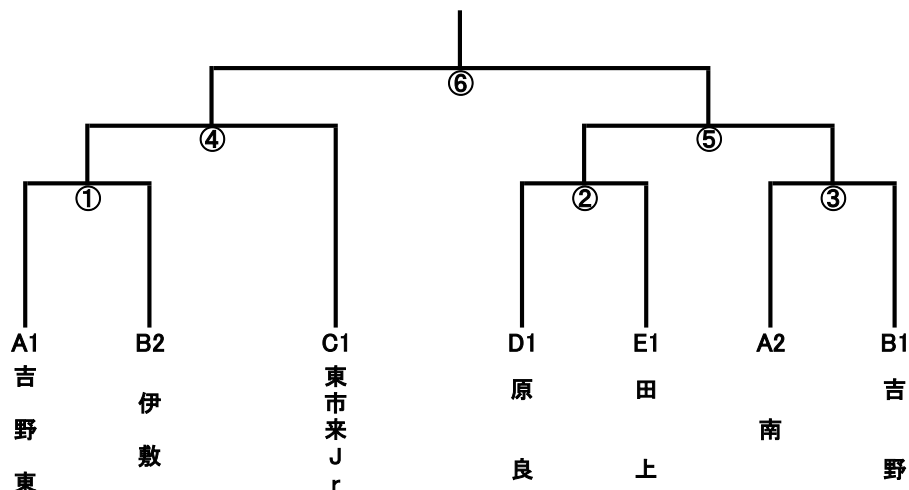 ⑥
④
⑤
①
②
③
A1
B2
C1
D1
E1
A2
B1
吉野東
伊敷
東市来Jr
原良
田上
南
吉野